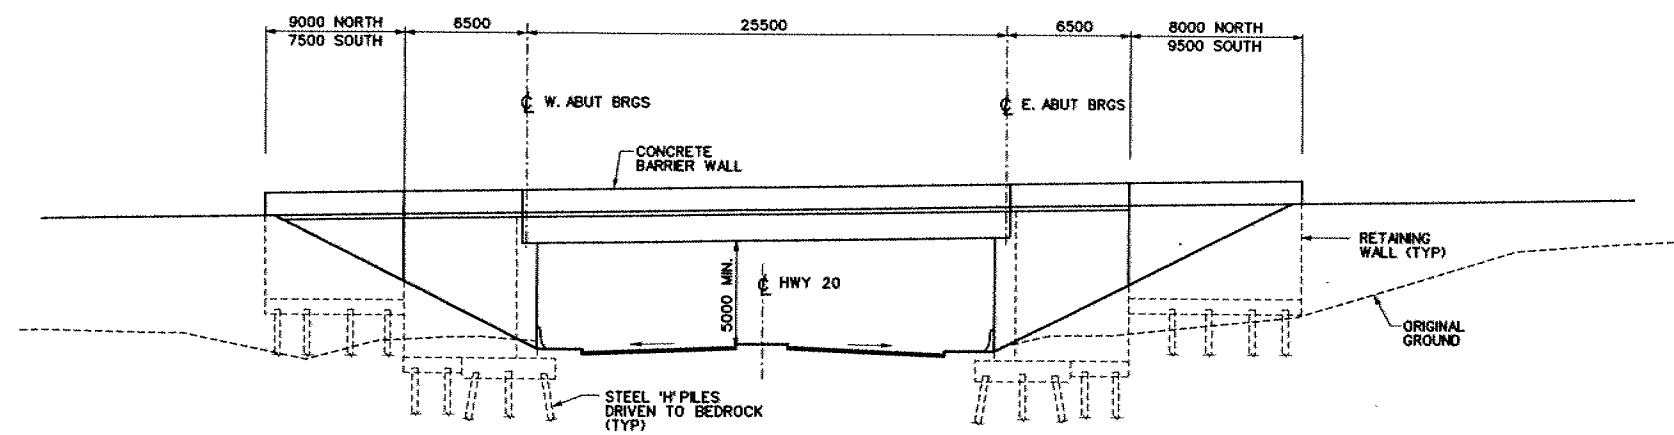 9000 NORTH
7500 SOUTH
6500
25500
6500
8000 NORTH
9500 SOUTH
℄ W. ABUT BRGS
℄ E. ABUT BRGS
CONCRETE
BARRIER WALL
5000 MIN.
℄ HWY 20
RETAINING
WALL (TYP)
ORIGINAL
GROUND
STEEL 'H' PILES
DRIVEN TO BEDROCK
(TYP)